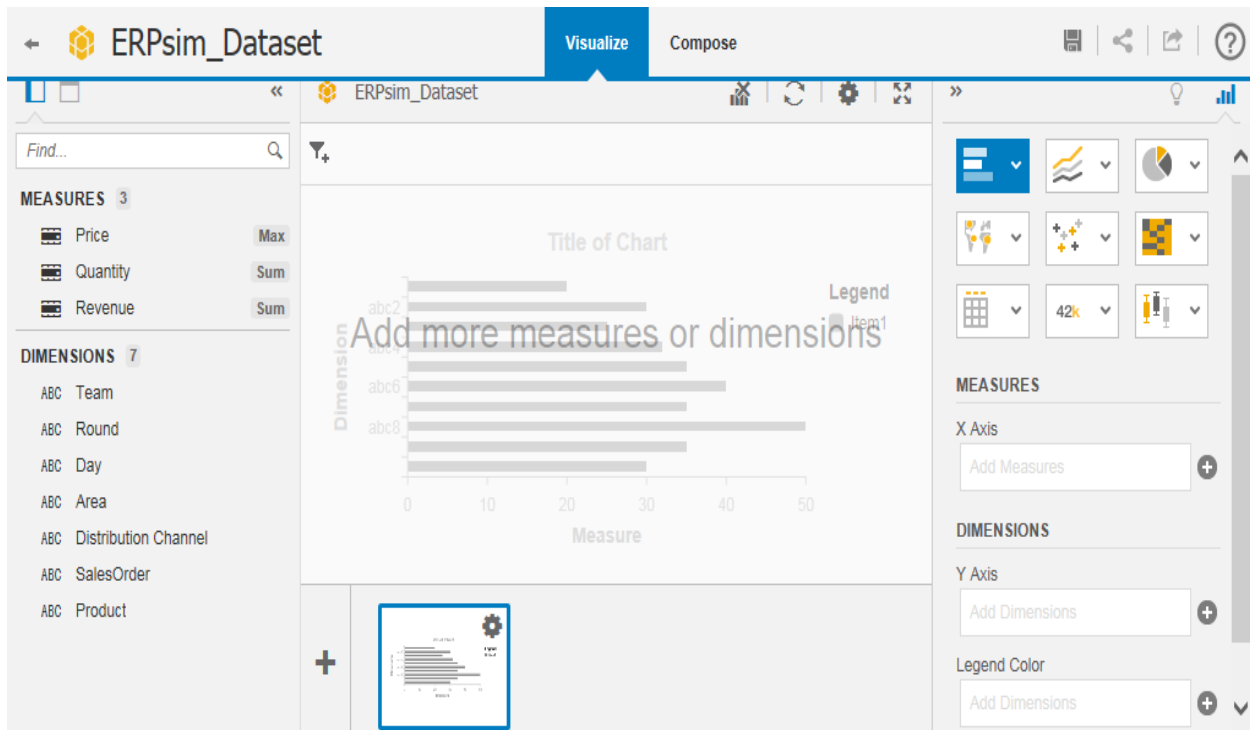 ERPsim_Dataset
Visualize
Compose
?
ERPsim_Dataset
Find...
MEASURES 3
Price Max
Quantity Sum
Revenue Sum
DIMENSIONS 7
ABC Team
ABC Round
ABC Day
ABC Area
ABC Distribution Channel
ABC SalesOrder
ABC Product
Title of Chart
Legend
Item1
Add more measures or dimensions
Dimension
abc2
abc4
abc6
abc8
0 10 20 30 40 50
Measure
42k
MEASURES
X Axis
Add Measures
DIMENSIONS
Y Axis
Add Dimensions
Legend Color
Add Dimensions